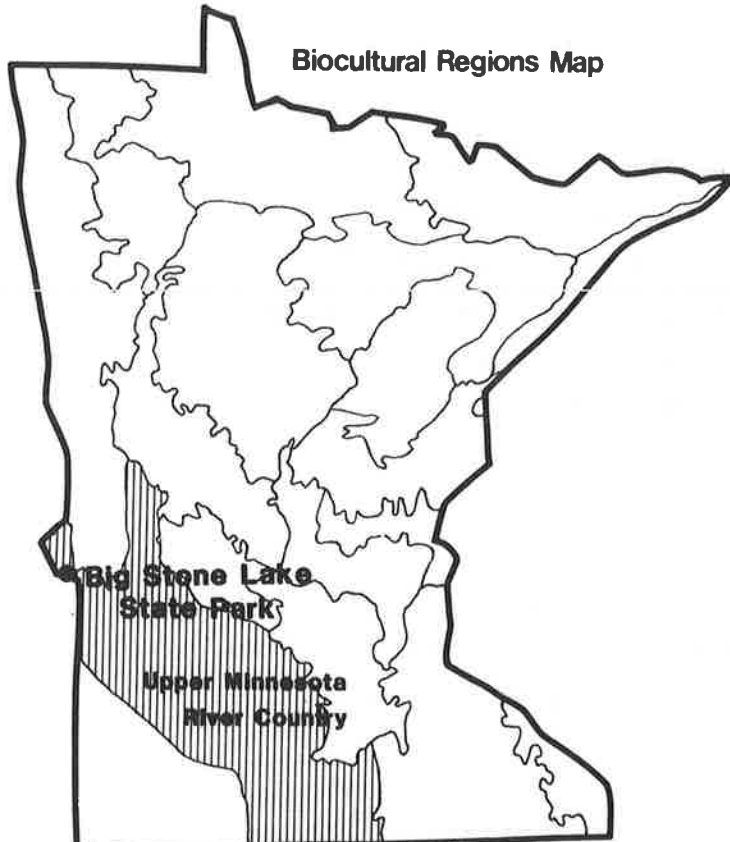 Biocultural Regions Map
Big Stone Lake
State Park
Upper Minnesota
River Country